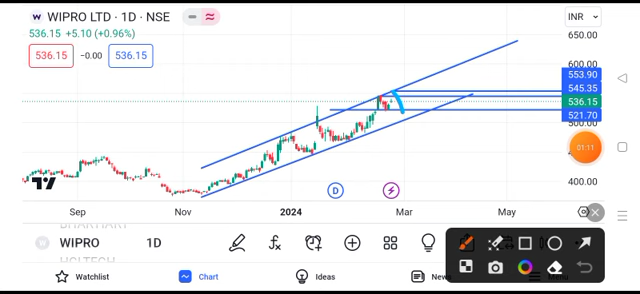 WIPRO LTD · 1D · NSE
INR
536.15 +5.10 (+0.96%)
536.15 −0.00 536.15
650.00
600.00
553.90
545.35
536.15
521.70
500.00
400.00
01:11
D
Sep Nov 2024 Mar May
WIPRO 1D
HCLTECH
Watchlist Chart Ideas News Menu